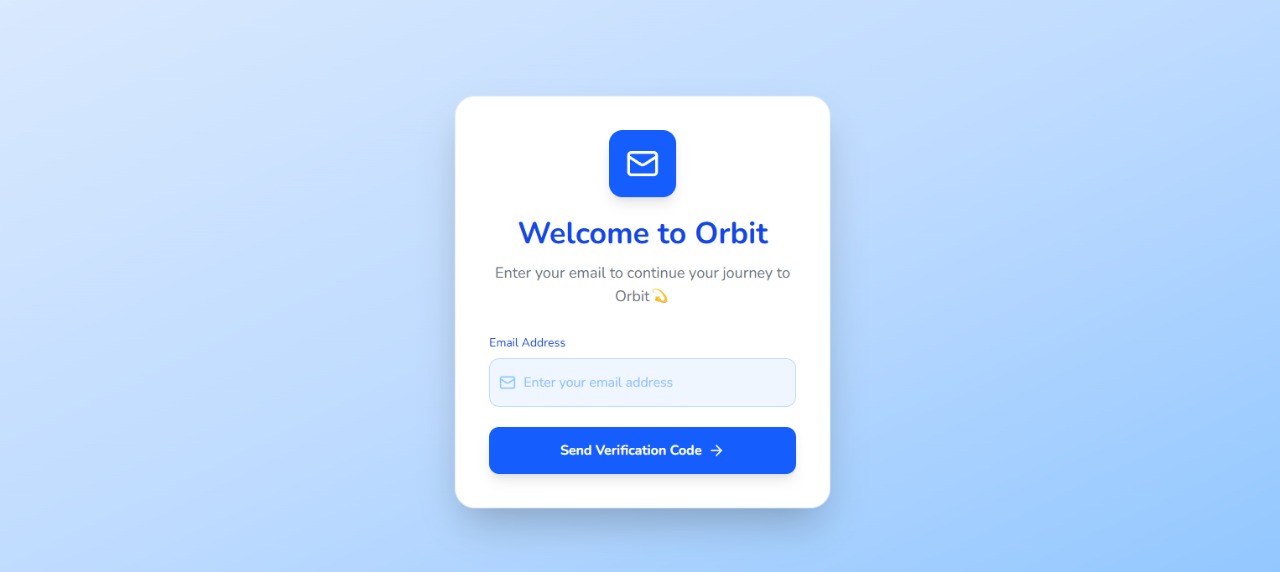 Welcome to Orbit
Enter your email to continue your journey to
Orbit 💫
Email Address
Enter your email address
Send Verification Code →